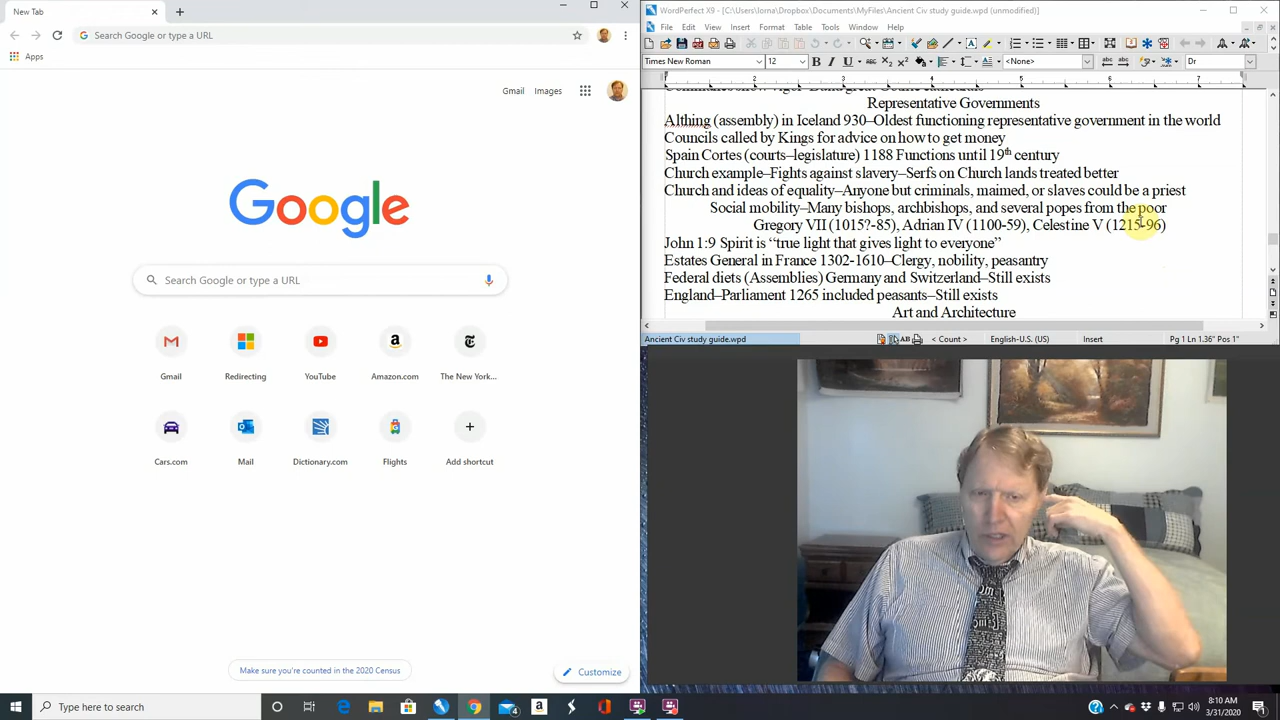 New Tab
Search Google or type a URL
Apps
Gmail
Images
Google
Search Google or type a URL
Gmail
Redirecting
YouTube
Amazon.com
The New York...
Cars.com
Mail
Dictionary.com
Flights
Add shortcut
Make sure you're counted in the 2020 Census
Customize
WordPerfect X9 - [C:\Users\lorna\Dropbox\Documents\MyFiles\Ancient Civ study guide.wpd (unmodified)]
File Edit View Insert Format Table Tools Window Help
Times New Roman 12 <None> Dr
2 3 4 5 6 7
Representative Governments
Althing (assembly) in Iceland 930–Oldest functioning representative government in the world
Councils called by Kings for advice on how to get money
Spain Cortes (courts–legislature) 1188 Functions until 19th century
Church example–Fights against slavery–Serfs on Church lands treated better
Church and ideas of equality–Anyone but criminals, maimed, or slaves could be a priest
Social mobility–Many bishops, archbishops, and several popes from the poor
Gregory VII (1015?-85), Adrian IV (1100-59), Celestine V (1215-96)
John 1:9 Spirit is “true light that gives light to everyone”
Estates General in France 1302-1610–Clergy, nobility, peasantry
Federal diets (Assemblies) Germany and Switzerland–Still exists
England–Parliament 1265 included peasants–Still exists
Art and Architecture
Ancient Civ study guide.wpd
AB < Count > English-U.S. (US) Insert Pg 1 Ln 1.36" Pos 1"
Type here to search
8:10 AM
3/31/2020